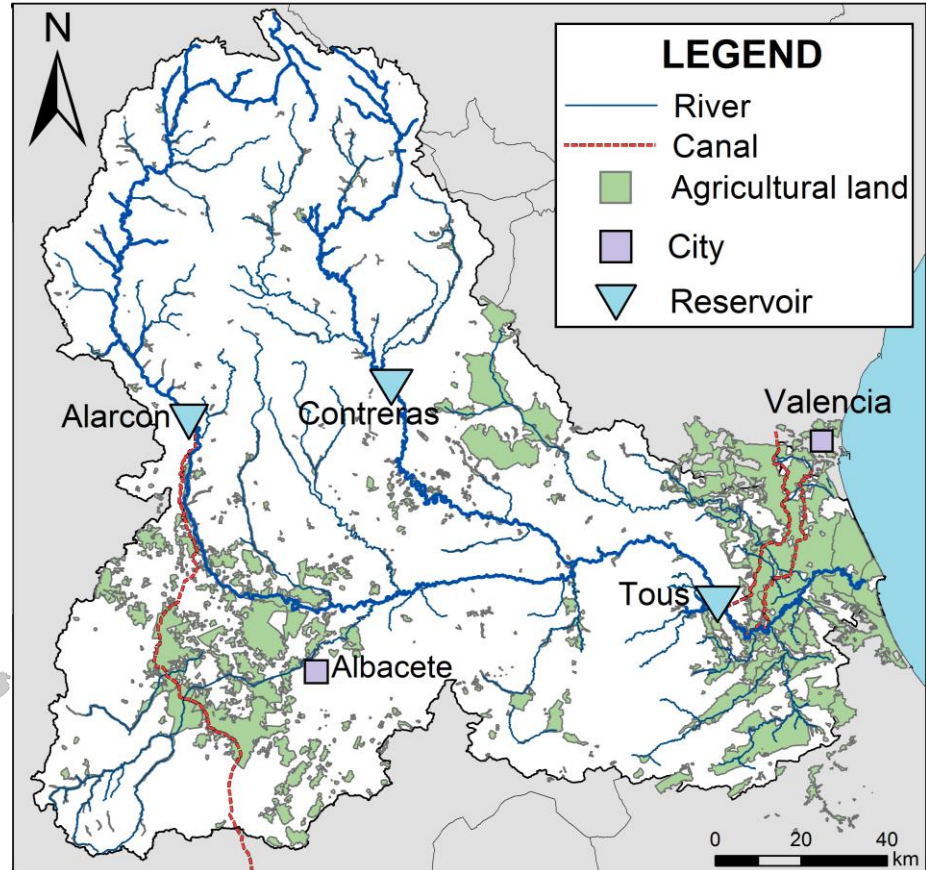 N
LEGEND
River
Canal
Agricultural land
City
Reservoir
Alarcon
Contreras
Valencia
Tous
Albacete
0 20 40
km